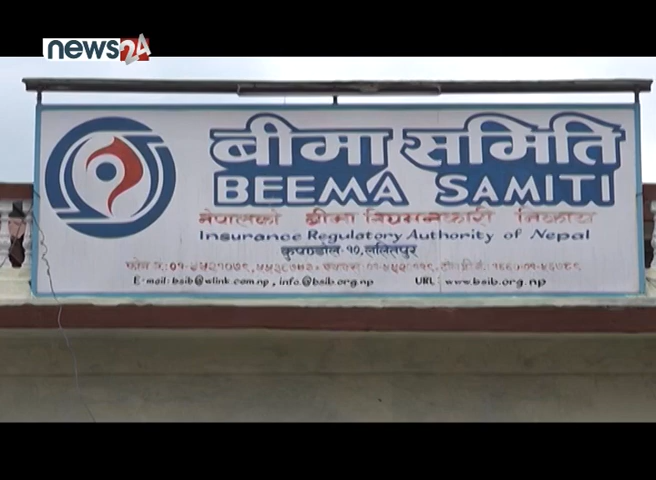 news24
बीमा समिति
BEEMA SAMITI
नेपालको बीमा नियमनकारी निकाय
Insurance Regulatory Authority of Nepal
कुपण्डोल-१०, ललितपुर
फोन नं.
E-mail: bsib@wlink.com.np, info.@bsib.org.np URL: www.bsib.org.np